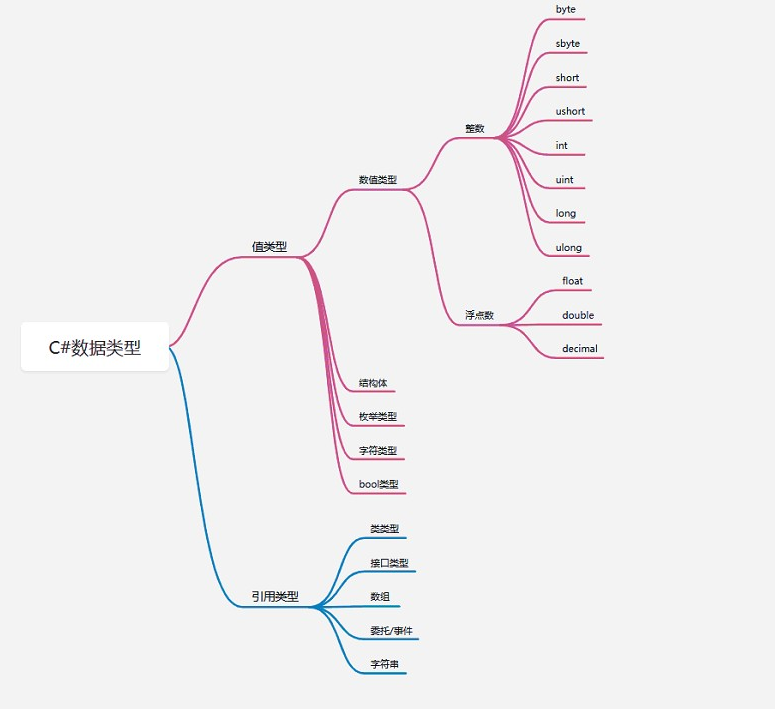 C#数据类型
值类型
数值类型
整数
byte
sbyte
short
ushort
int
uint
long
ulong
浮点数
float
double
decimal
结构体
枚举类型
字符类型
bool类型
引用类型
类类型
接口类型
数组
委托/事件
字符串